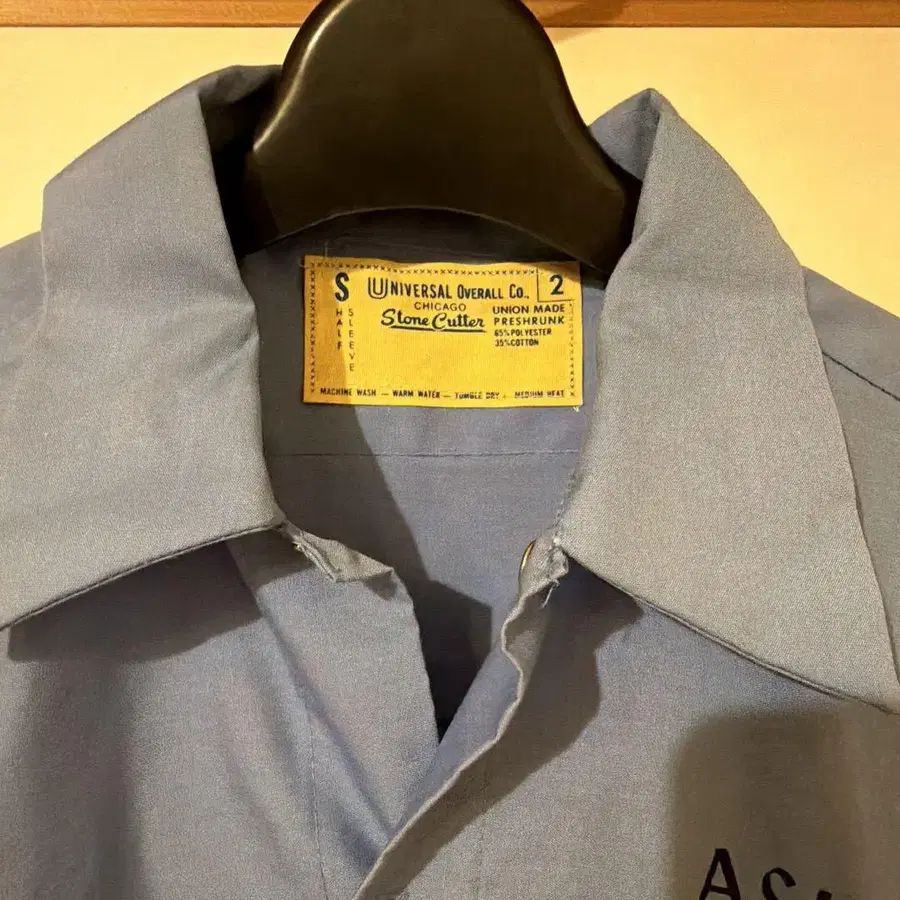 S UNIVERSAL OVERALL CO., 2
CHICAGO UNION MADE
Stone Cutter PRESHRUNK
HALF SLEEVE 65% POLYESTER
35% COTTON
MACHINE WASH — WARM WATER — TUMBLE DRY — MEDIUM HEAT